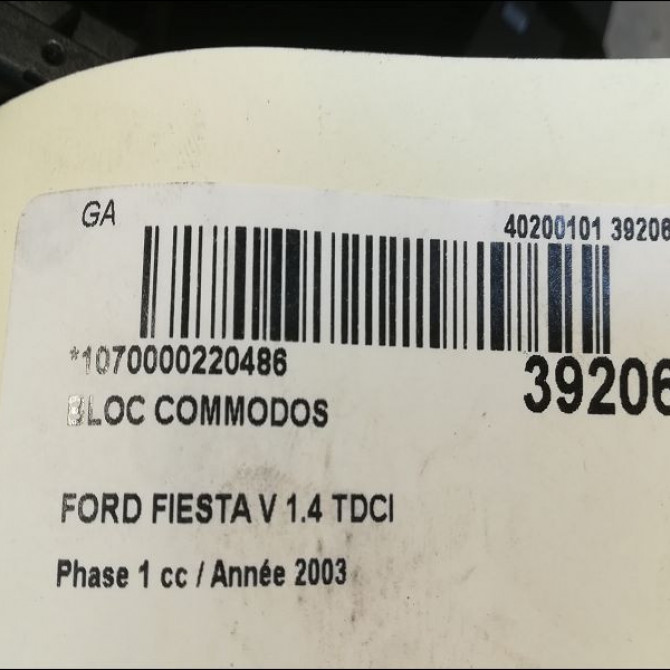 GA
40200101 39206
*1070000220486
39206
BLOC COMMODOS
FORD FIESTA V 1.4 TDCI
Phase 1 cc / Année 2003